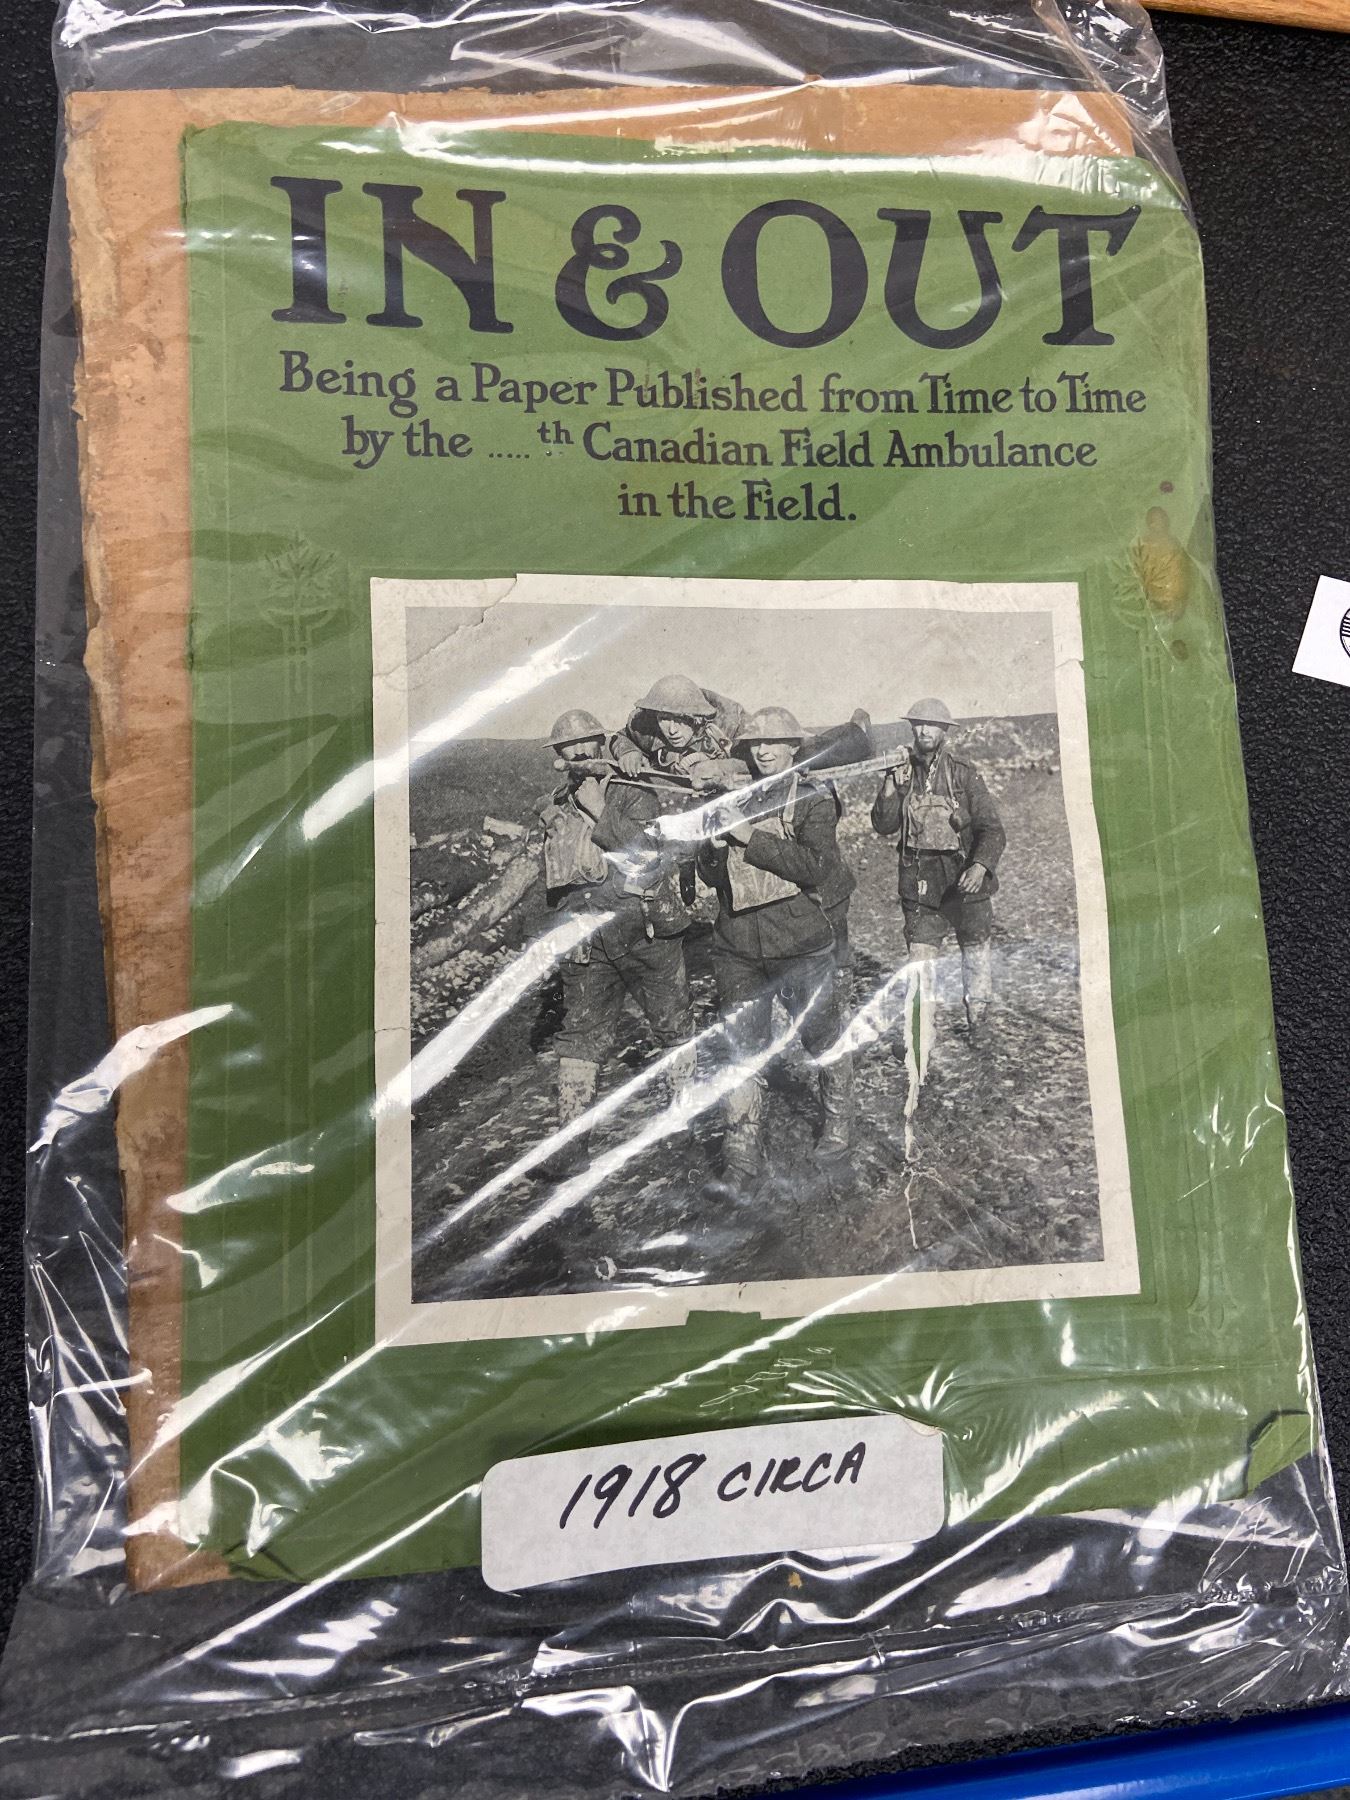 IN & OUT
Being a Paper Published from Time to Time
by the ..... th Canadian Field Ambulance
in the Field.
1918 CIRCA